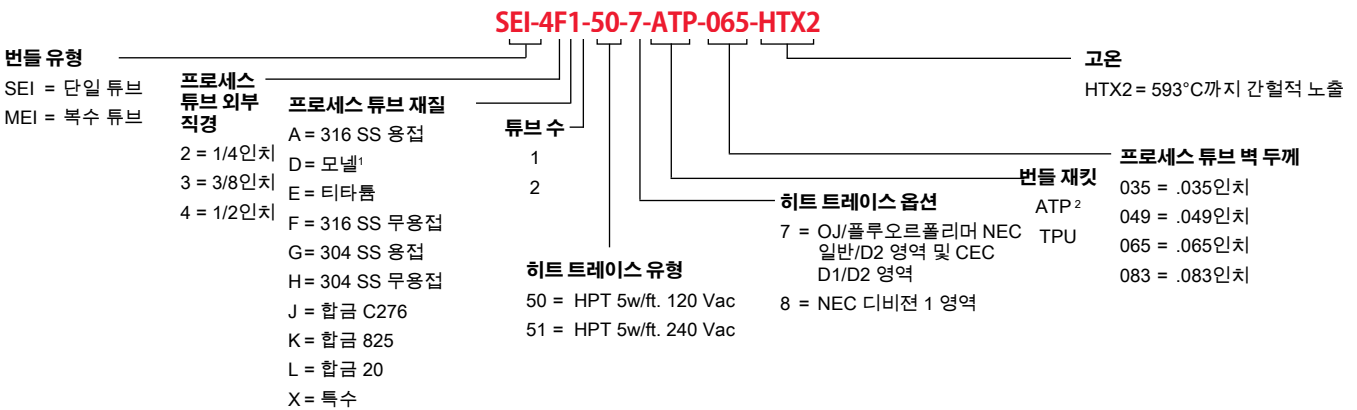 SEI-4F1-50-7-ATP-065-HTX2
번들 유형
SEI = 단일 튜브
MEI = 복수 튜브
프로세스
튜브 외부
직경
2 = 1/4인치
3 = 3/8인치
4 = 1/2인치
프로세스 튜브 재질
A = 316 SS 용접
D = 모넬¹
E = 티타튬
F = 316 SS 무용접
G= 304 SS 용접
H= 304 SS 무용접
J = 합금 C276
K = 합금 825
L = 합금 20
X = 특수
튜브 수
1
2
히트 트레이스 유형
50 = HPT 5w/ft. 120 Vac
51 = HPT 5w/ft. 240 Vac
히트 트레이스 옵션
7 = OJ/플루오르폴리머 NEC
일반/D2 영역 및 CEC
D1/D2 영역
8 = NEC 디비젼 1 영역
번들 재킷
ATP ²
TPU
프로세스 튜브 벽 두께
035 = .035인치
049 = .049인치
065 = .065인치
083 = .083인치
고온
HTX2 = 593°C까지 간헐적 노출